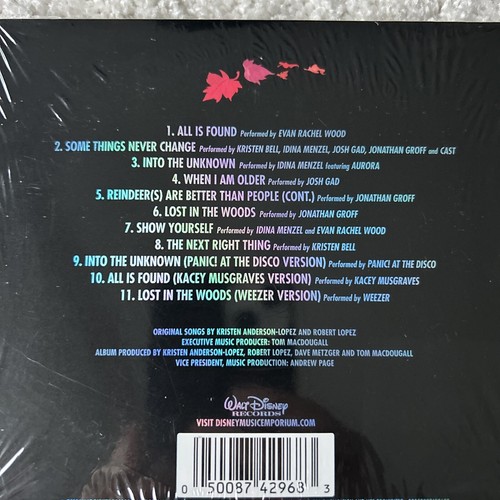 1. ALL IS FOUND Performed by EVAN RACHEL WOOD
2. SOME THINGS NEVER CHANGE Performed by KRISTEN BELL, IDINA MENZEL, JOSH GAD, JONATHAN GROFF and CAST
3. INTO THE UNKNOWN Performed by IDINA MENZEL featuring AURORA
4. WHEN I AM OLDER Performed by JOSH GAD
5. REINDEER(S) ARE BETTER THAN PEOPLE (CONT.) Performed by JONATHAN GROFF
6. LOST IN THE WOODS Performed by JONATHAN GROFF
7. SHOW YOURSELF Performed by IDINA MENZEL and EVAN RACHEL WOOD
8. THE NEXT RIGHT THING Performed by KRISTEN BELL
9. INTO THE UNKNOWN (PANIC! AT THE DISCO VERSION) Performed by PANIC! AT THE DISCO
10. ALL IS FOUND (KACEY MUSGRAVES VERSION) Performed by KACEY MUSGRAVES
11. LOST IN THE WOODS (WEEZER VERSION) Performed by WEEZER
ORIGINAL SONGS BY KRISTEN ANDERSON-LOPEZ AND ROBERT LOPEZ
EXECUTIVE MUSIC PRODUCER: TOM MACDOUGALL
ALBUM PRODUCED BY KRISTEN ANDERSON-LOPEZ, ROBERT LOPEZ, DAVE METZGER AND TOM MACDOUGALL
VICE PRESIDENT, MUSIC PRODUCTION: ANDREW PAGE
WALT DISNEY
RECORDS
VISIT DISNEYMUSICEMPORIUM.COM
0 50087 42968 3